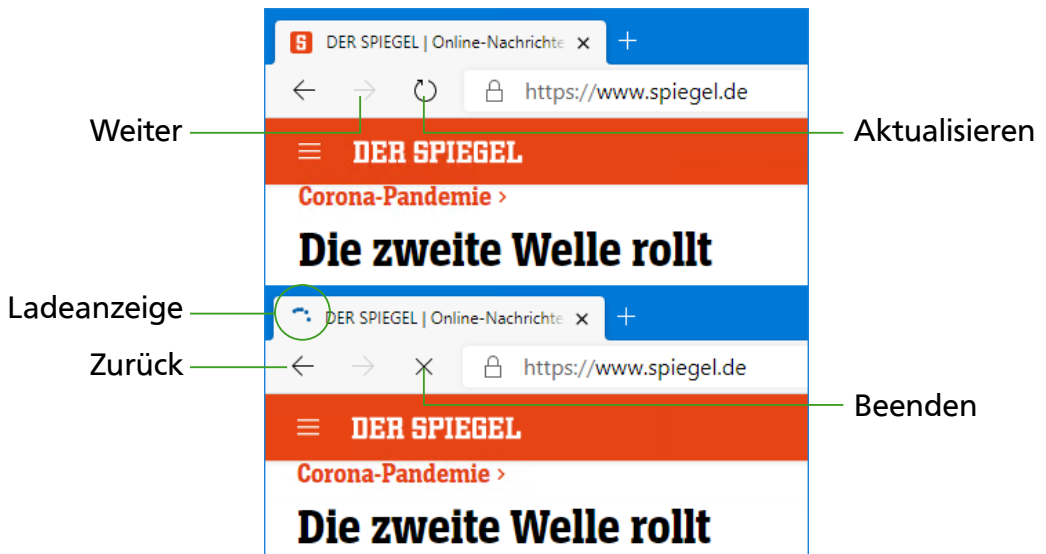 DER SPIEGEL | Online-Nachrichte
https://www.spiegel.de
Weiter
Aktualisieren
DER SPIEGEL
Corona-Pandemie >
Die zweite Welle rollt
Ladeanzeige
DER SPIEGEL | Online-Nachrichte
Zurück
https://www.spiegel.de
Beenden
DER SPIEGEL
Corona-Pandemie >
Die zweite Welle rollt